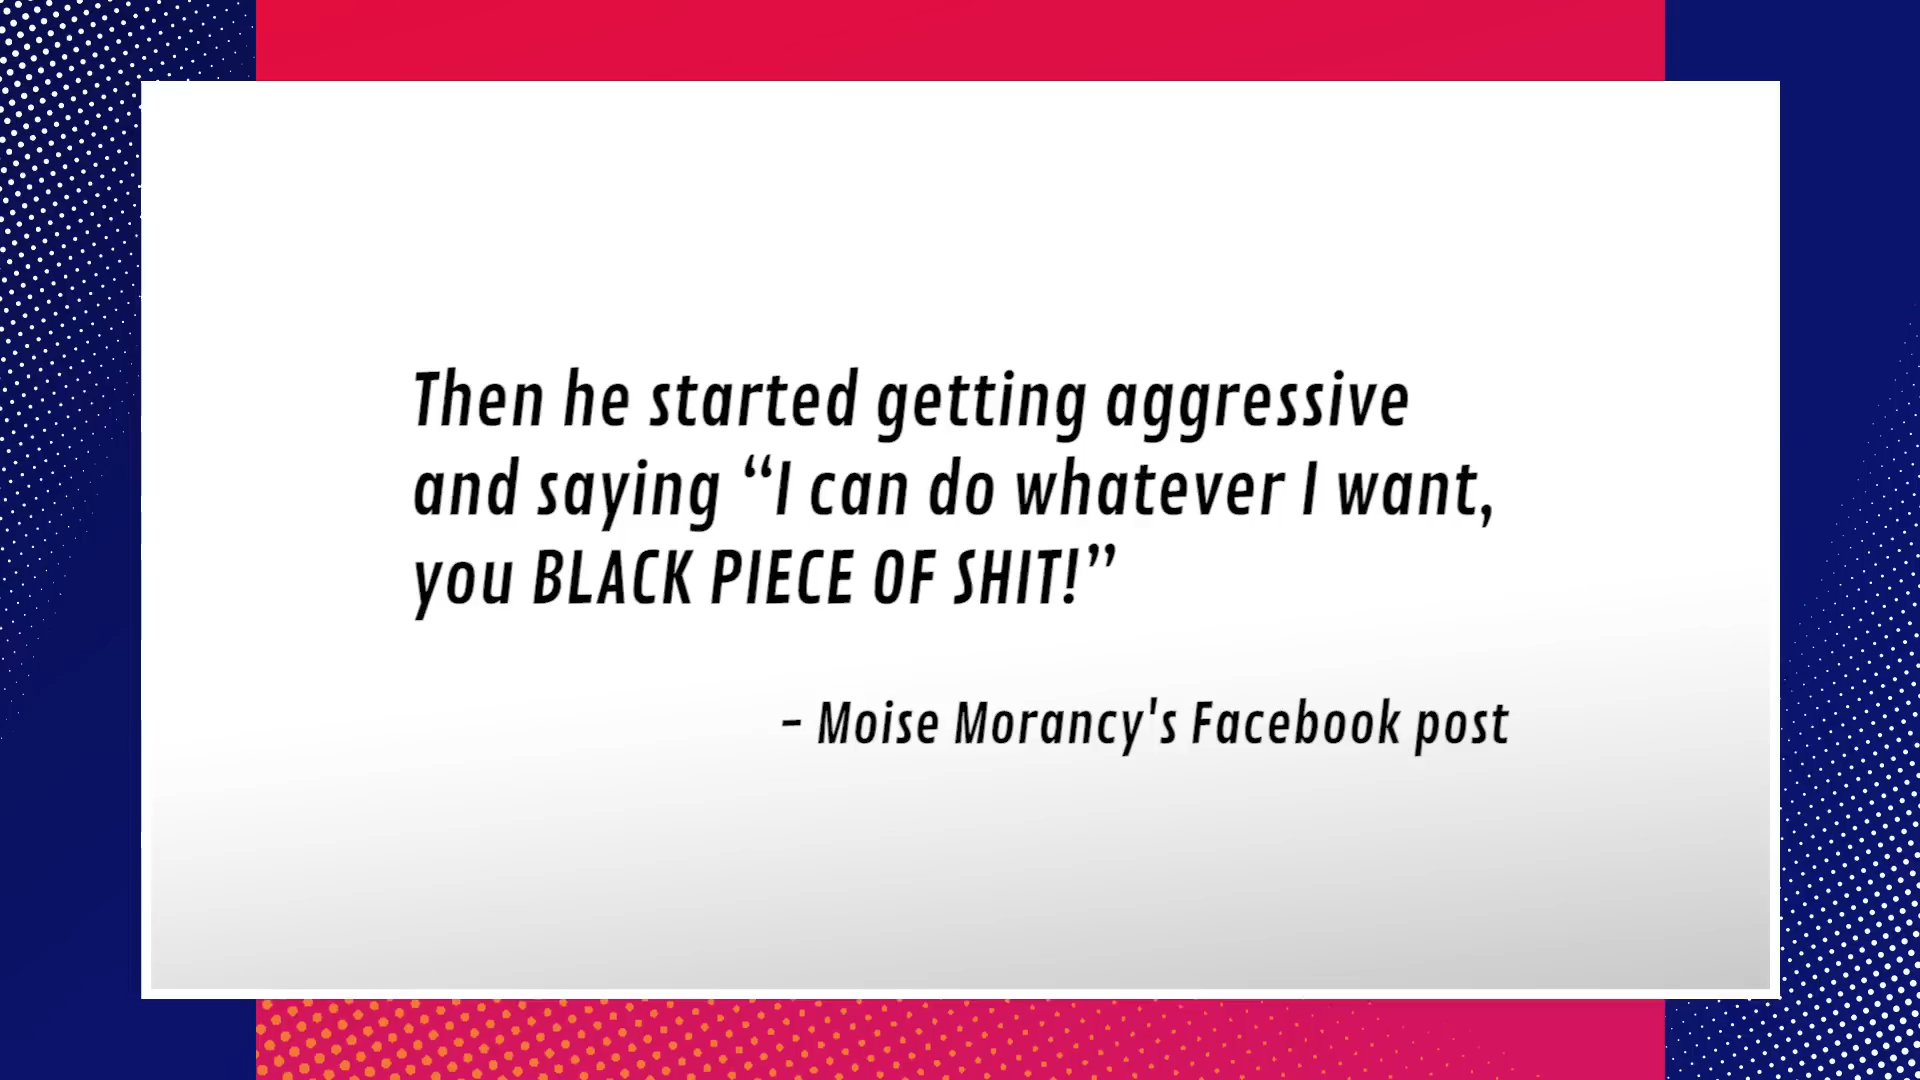 Then he started getting aggressive
and saying “I can do whatever I want,
you BLACK PIECE OF SHIT!”
– Moise Morancy's Facebook post